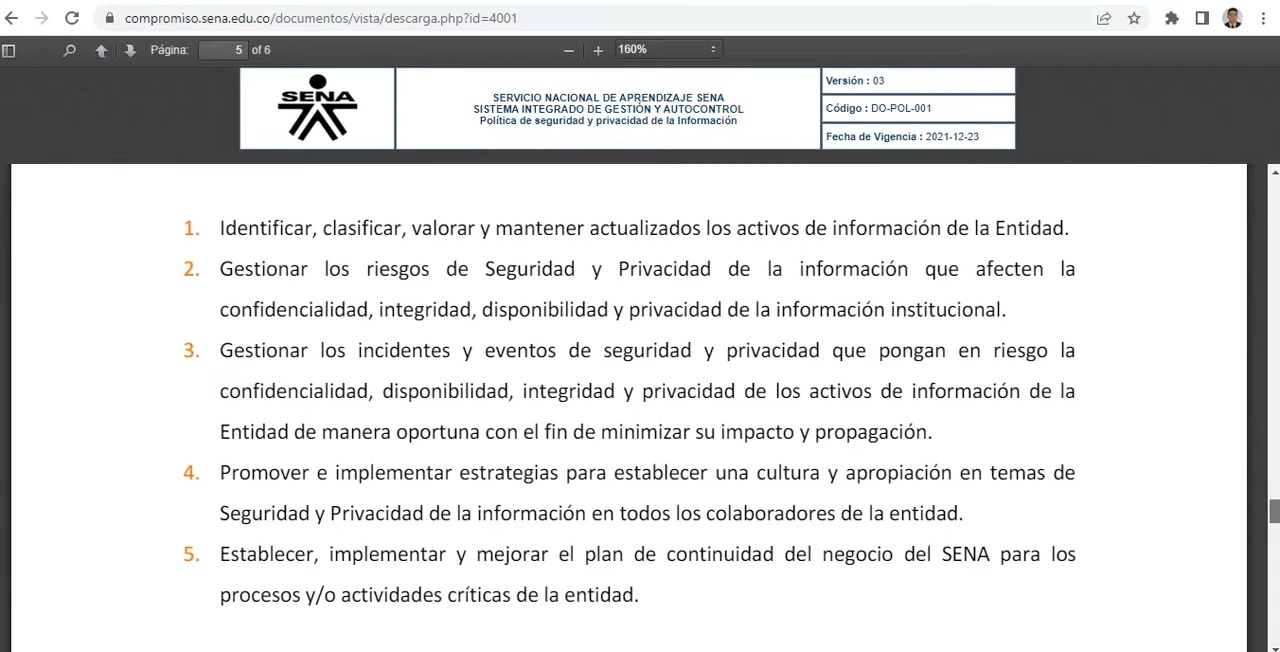 compromiso.sena.edu.co/documentos/vista/descarga.php?id=4001
Página: 5 of 6 160%
SENA
SERVICIO NACIONAL DE APRENDIZAJE SENA
SISTEMA INTEGRADO DE GESTIÓN Y AUTOCONTROL
Política de seguridad y privacidad de la Información
Versión : 03
Código : DO-POL-001
Fecha de Vigencia : 2021-12-23
1. Identificar, clasificar, valorar y mantener actualizados los activos de información de la Entidad.
2. Gestionar los riesgos de Seguridad y Privacidad de la información que afecten la
confidencialidad, integridad, disponibilidad y privacidad de la información institucional.
3. Gestionar los incidentes y eventos de seguridad y privacidad que pongan en riesgo la
confidencialidad, disponibilidad, integridad y privacidad de los activos de información de la
Entidad de manera oportuna con el fin de minimizar su impacto y propagación.
4. Promover e implementar estrategias para establecer una cultura y apropiación en temas de
Seguridad y Privacidad de la información en todos los colaboradores de la entidad.
5. Establecer, implementar y mejorar el plan de continuidad del negocio del SENA para los
procesos y/o actividades críticas de la entidad.